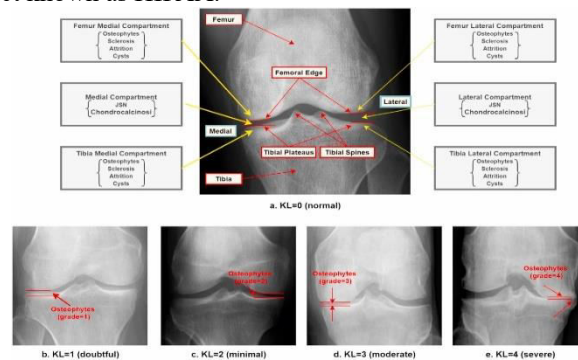 Femur Medial Compartment
Osteophytes
Sclerosis
Attrition
Cysts
Medial Compartment
JSN
Chondrocalcinosi
Tibia Medial Compartment
Osteophytes
Sclerosis
Attrition
Cysts
Femur
Femoral Edge
Lateral
Medial
Tibial Plateaus
Tibial Spines
Tibia
Femur Lateral Compartment
Osteophytes
Sclerosis
Attrition
Cysts
Lateral Compartment
JSN
Chondrocalcinosi
Tibia Lateral Compartment
Osteophytes
Sclerosis
Attrition
Cysts
a. KL=0 (normal)
Osteophytes
(grade=1)
b. KL=1 (doubtful)
Osteophytes
(grade=2)
c. KL=2 (minimal)
Osteophytes
(grade=3)
d. KL=3 (moderate)
Osteophytes
(grade=4)
e. KL=4 (severe)